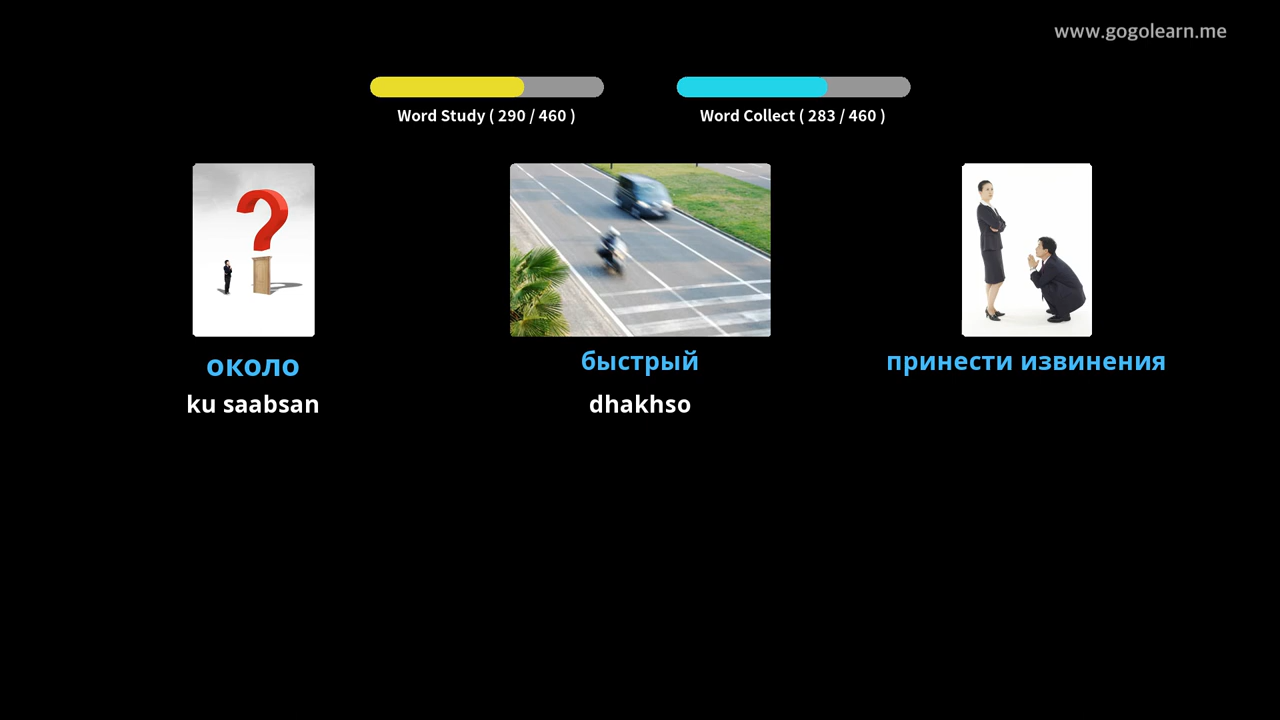 www.gogolearn.me
Word Study ( 290 / 460 )
Word Collect ( 283 / 460 )
около
ku saabsan
быстрый
dhakhso
принести извинения